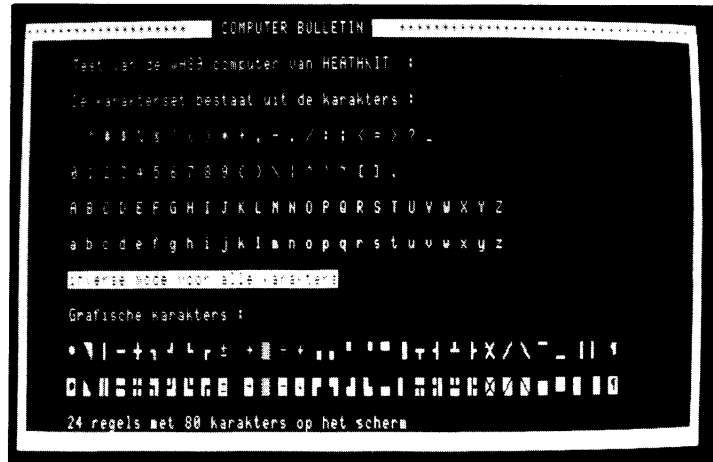 COMPUTER BULLETIN
Test van de WH89 computer van HEATHKIT :
De karakterset bestaat uit de karakters :
" # $ % & ' ( ) * + , - . / : ; < = > ? _
0 1 2 3 4 5 6 7 8 9 { } \ | ^ [ ] .
A B C D E F G H I J K L M N O P Q R S T U V W X Y Z
a b c d e f g h i j k l m n o p q r s t u v w x y z
inverse mode voor alle karakters
Grafische karakters :
24 regels met 80 karakters op het scherm